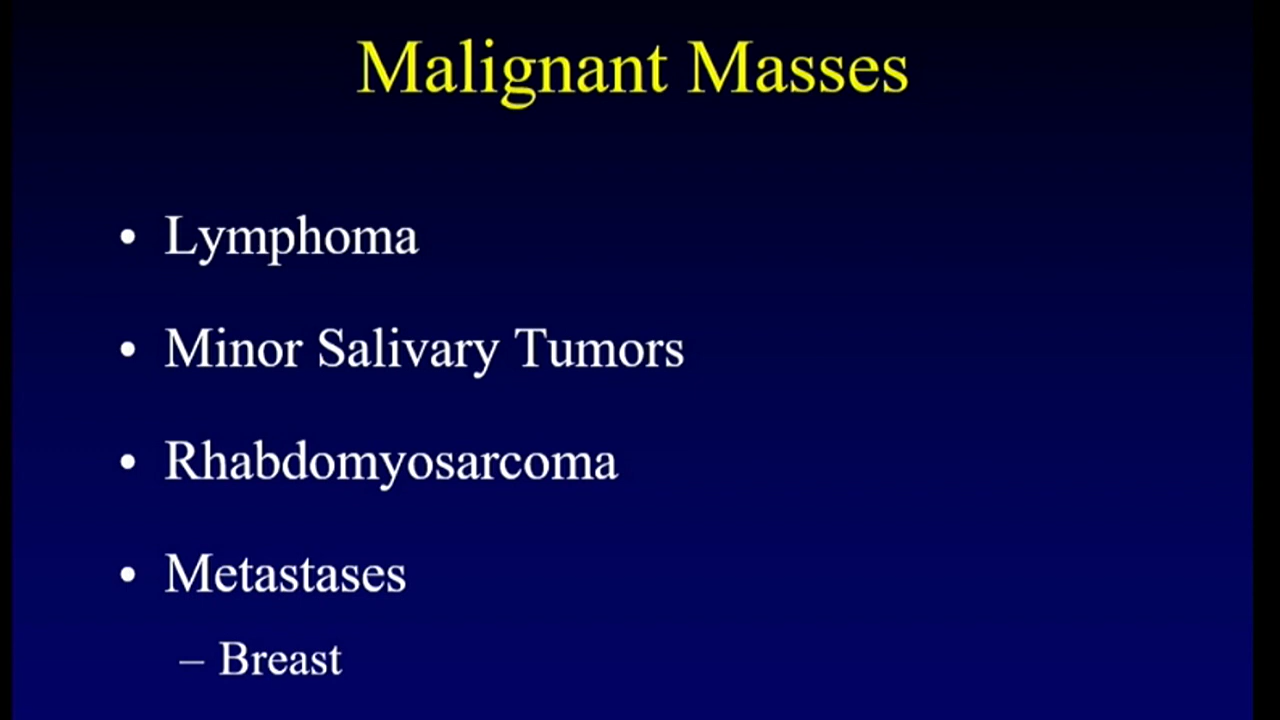 Malignant Masses
• Lymphoma
• Minor Salivary Tumors
• Rhabdomyosarcoma
• Metastases
– Breast